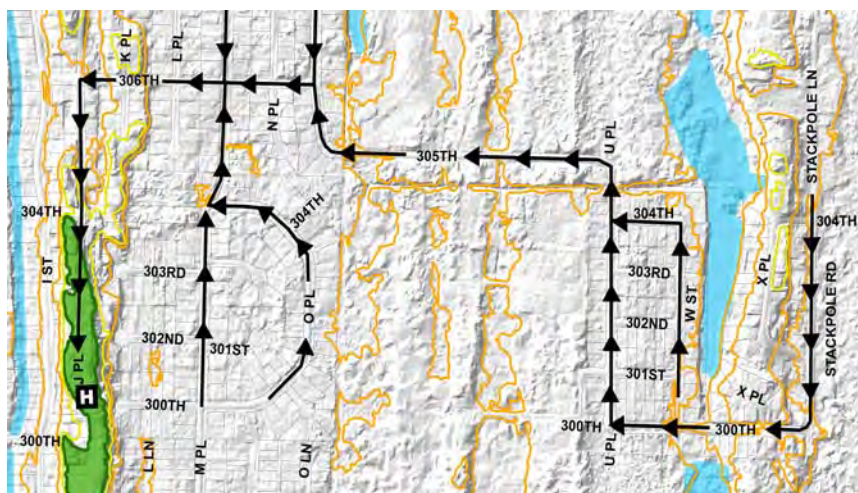 K PL
L PL
306TH
N PL
305TH
U PL
STACKPOLE LN
304TH
304TH
304TH
304TH
I ST
303RD
303RD
X PL
O PL
W ST
STACKPOLE RD
302ND
302ND
301ST
J PL
301ST
H
X PL
300TH
300TH
300TH
300TH
L LN
M PL
O LN
U PL